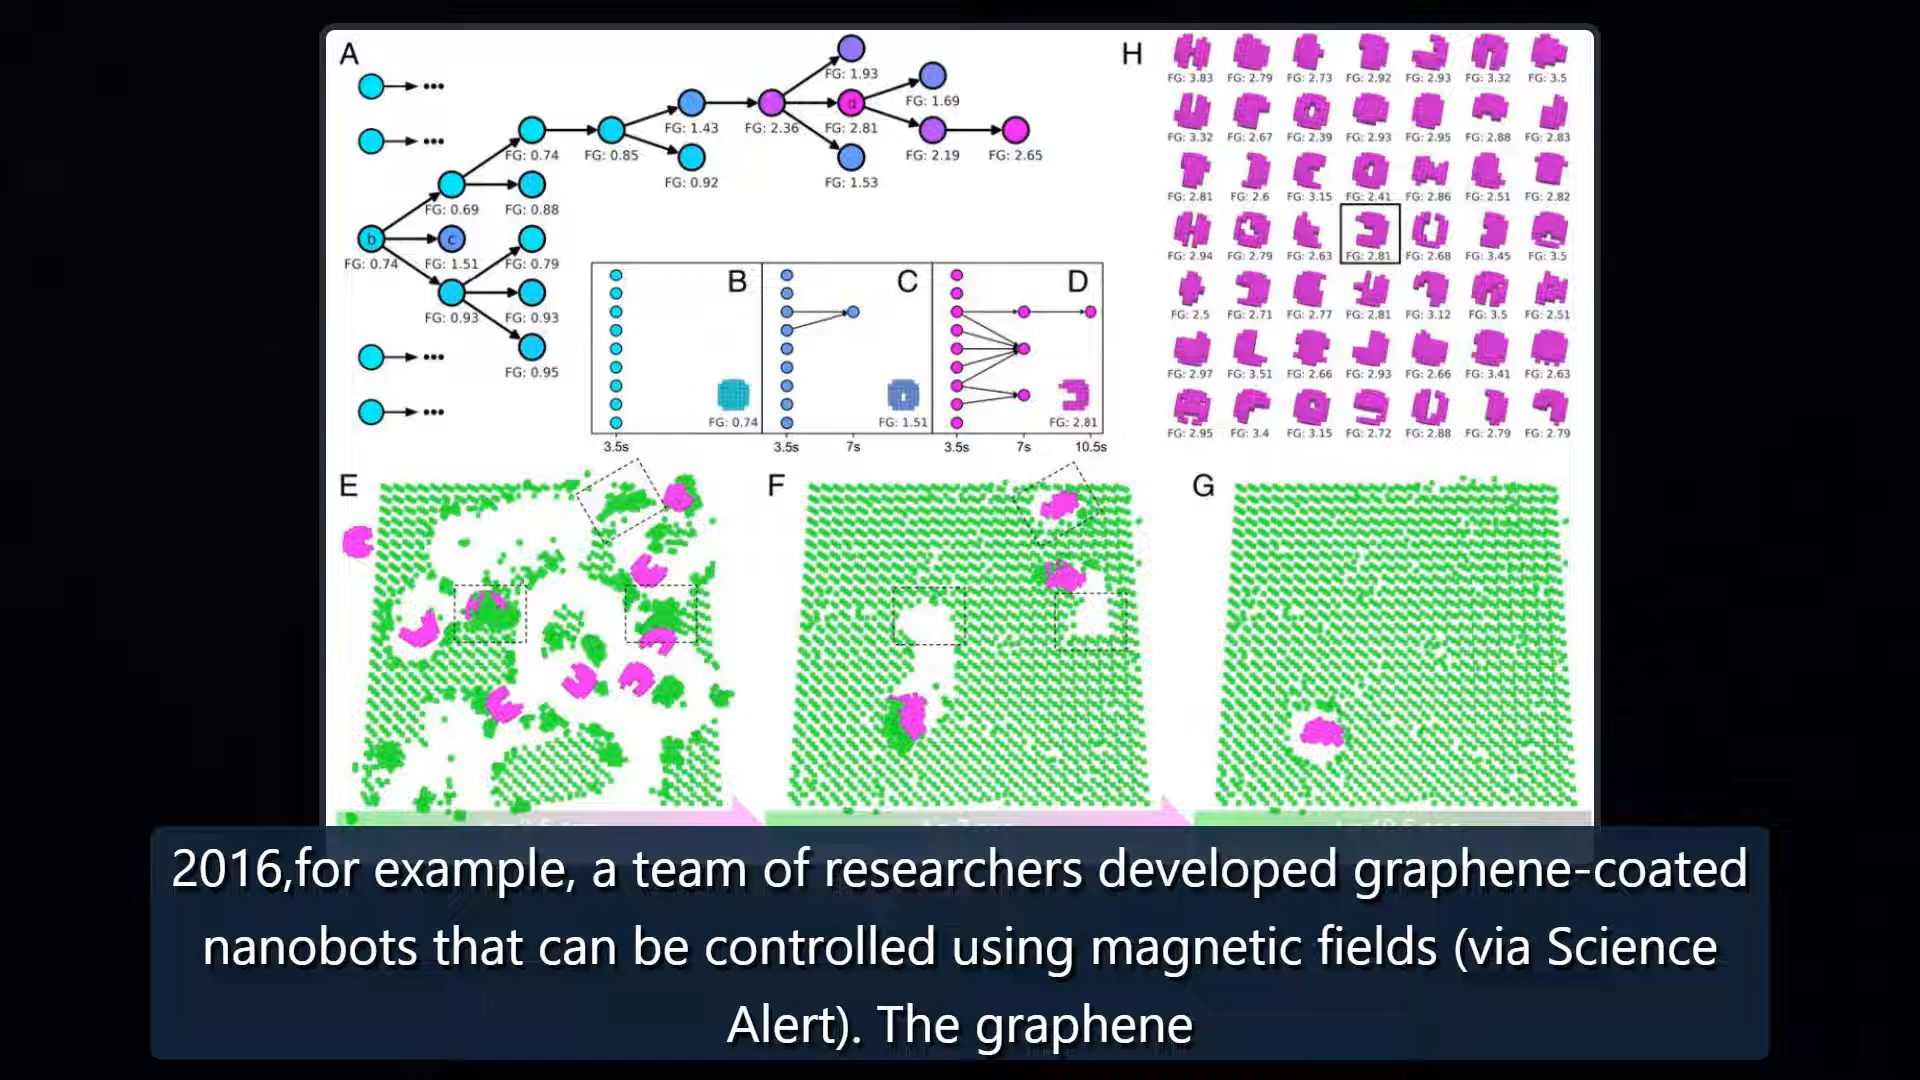 A
H
FG: 1.93
FG: 1.69
FG: 1.43
FG: 2.36
d
FG: 2.81
FG: 0.74
FG: 0.85
FG: 2.19
FG: 2.65
FG: 0.92
FG: 1.53
FG: 0.69
FG: 0.88
b
c
FG: 0.74
FG: 1.51
FG: 0.79
FG: 0.93
FG: 0.93
FG: 0.95
B
C
D
FG: 0.74
FG: 1.51
FG: 2.81
3.5s
3.5s
7s
3.5s
7s
10.5s
FG: 3.83 FG: 2.79 FG: 2.73 FG: 2.92 FG: 2.93 FG: 3.32 FG: 3.5
FG: 3.32 FG: 2.67 FG: 2.39 FG: 2.93 FG: 2.95 FG: 2.88 FG: 2.83
FG: 2.81 FG: 2.6 FG: 3.15 FG: 2.41 FG: 2.86 FG: 2.51 FG: 2.82
FG: 2.94 FG: 2.79 FG: 2.63 FG: 2.81 FG: 2.68 FG: 3.45 FG: 3.5
FG: 2.5 FG: 2.71 FG: 2.77 FG: 2.81 FG: 3.12 FG: 3.5 FG: 2.51
FG: 2.97 FG: 3.51 FG: 2.66 FG: 2.93 FG: 2.66 FG: 3.41 FG: 2.63
FG: 2.95 FG: 3.4 FG: 3.15 FG: 2.72 FG: 2.88 FG: 2.79 FG: 2.79
E
F
G
2016,for example, a team of researchers developed graphene-coated
nanobots that can be controlled using magnetic fields (via Science
Alert). The graphene